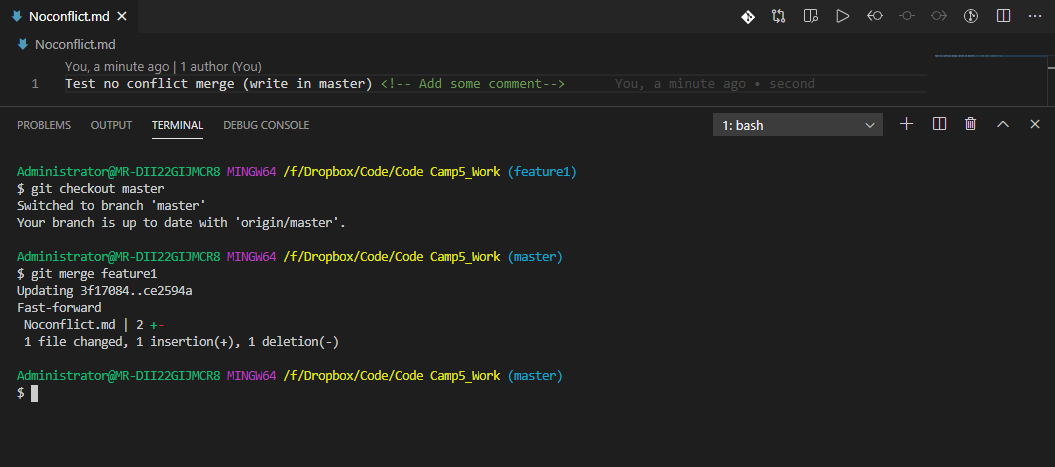 Noconflict.md
Noconflict.md
You, a minute ago | 1 author (You)
1 Test no conflict merge (write in master) <!-- Add some comment--> You, a minute ago • second
PROBLEMS OUTPUT TERMINAL DEBUG CONSOLE 1: bash
Administrator@MR-DII22GIJMCR8 MINGW64 /f/Dropbox/Code/Code Camp5_Work (feature1)
$ git checkout master
Switched to branch 'master'
Your branch is up to date with 'origin/master'.
Administrator@MR-DII22GIJMCR8 MINGW64 /f/Dropbox/Code/Code Camp5_Work (master)
$ git merge feature1
Updating 3f17084..ce2594a
Fast-forward
Noconflict.md | 2 +-
1 file changed, 1 insertion(+), 1 deletion(-)
Administrator@MR-DII22GIJMCR8 MINGW64 /f/Dropbox/Code/Code Camp5_Work (master)
$